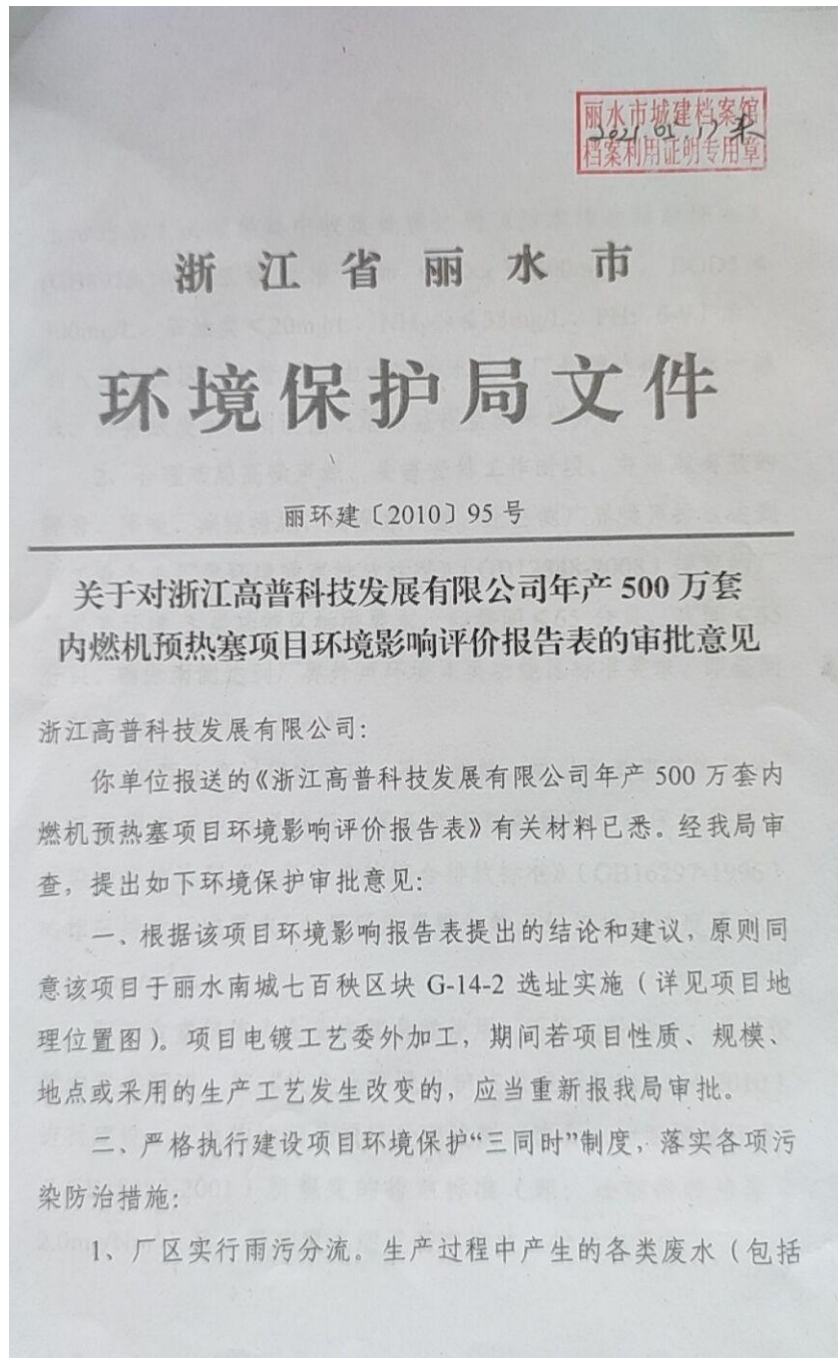 丽水市城建档案馆
2021.05.17
档案利用证明专用章
浙江省丽水市
环境保护局文件
丽环建〔2010〕95 号
关于对浙江高普科技发展有限公司年产 500 万套
内燃机预热塞项目环境影响评价报告表的审批意见
浙江高普科技发展有限公司:
你单位报送的《浙江高普科技发展有限公司年产 500 万套内
燃机预热塞项目环境影响评价报告表》有关材料已悉。经我局审
查,提出如下环境保护审批意见:
一、根据该项目环境影响报告表提出的结论和建议,原则同
意该项目于丽水南城七百秧区块 G-14-2 选址实施(详见项目地
理位置图)。项目电镀工艺委外加工,期间若项目性质、规模、
地点或采用的生产工艺发生改变的,应当重新报我局审批。
二、严格执行建设项目环境保护“三同时”制度,落实各项污
染防治措施:
1、厂区实行雨污分流。生产过程中产生的各类废水(包括